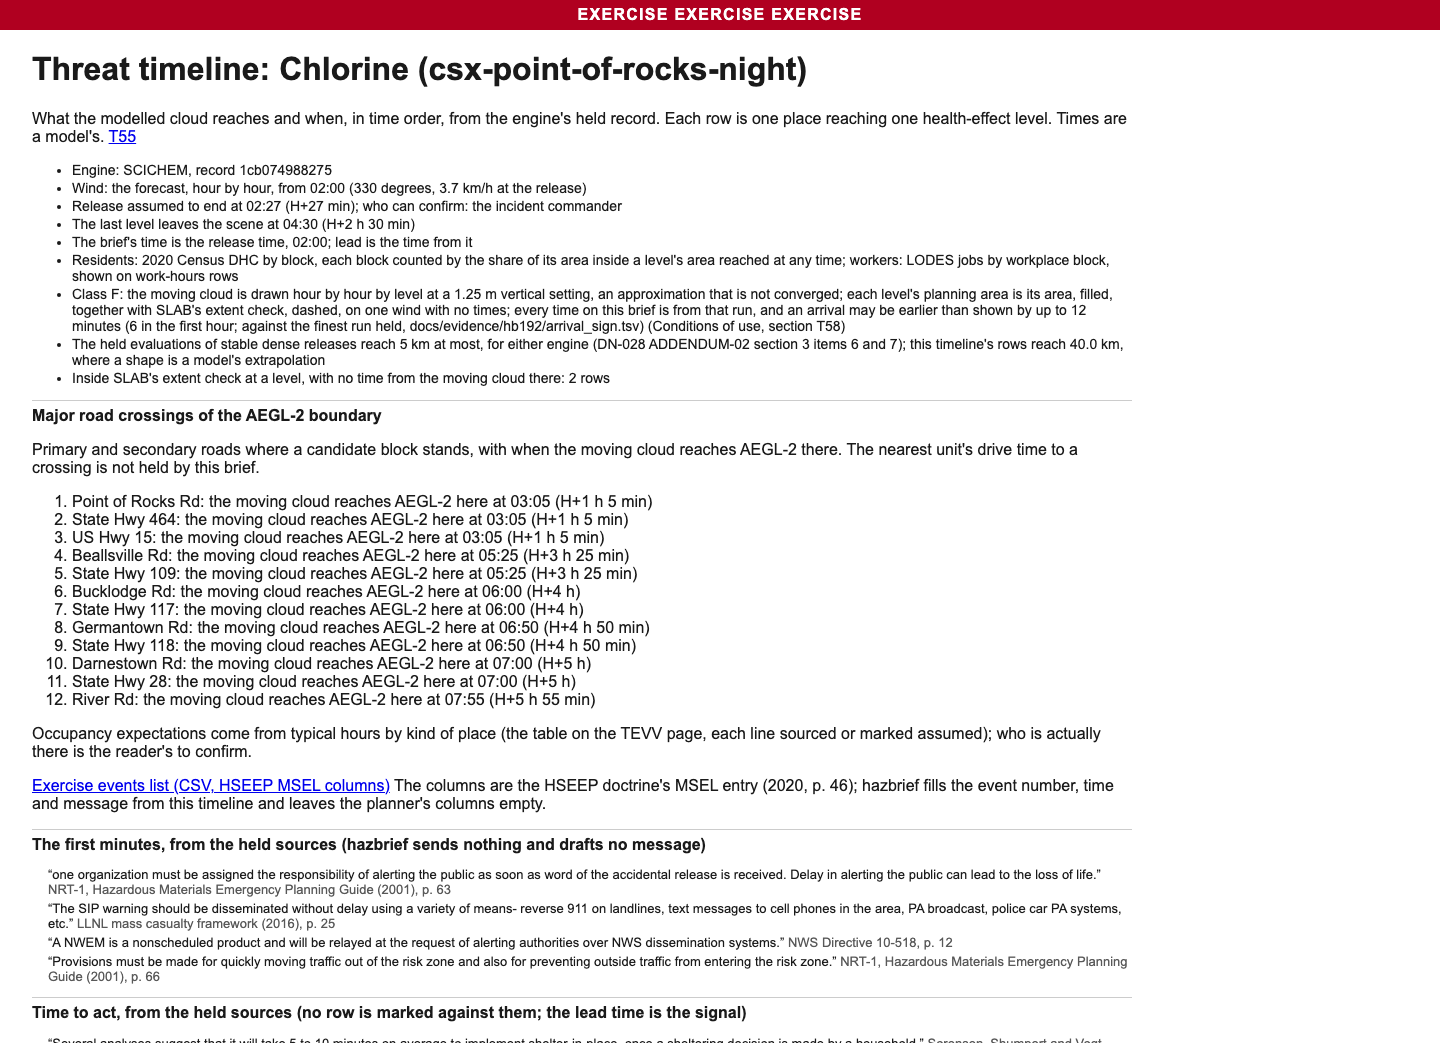 EXERCISE EXERCISE EXERCISE
Threat timeline: Chlorine (csx-point-of-rocks-night)
What the modelled cloud reaches and when, in time order, from the engine's held record. Each row is one place reaching one health-effect level. Times are
a model's. T55
• Engine: SCICHEM, record 1cb074988275
• Wind: the forecast, hour by hour, from 02:00 (330 degrees, 3.7 km/h at the release)
• Release assumed to end at 02:27 (H+27 min); who can confirm: the incident commander
• The last level leaves the scene at 04:30 (H+2 h 30 min)
• The brief's time is the release time, 02:00; lead is the time from it
• Residents: 2020 Census DHC by block, each block counted by the share of its area inside a level's area reached at any time; workers: LODES jobs by workplace block,
shown on work-hours rows
• Class F: the moving cloud is drawn hour by hour by level at a 1.25 m vertical setting, an approximation that is not converged; each level's planning area is its area, filled,
together with SLAB's extent check, dashed, on one wind with no times; every time on this brief is from that run, and an arrival may be earlier than shown by up to 12
minutes (6 in the first hour; against the finest run held, docs/evidence/hb192/arrival_sign.tsv) (Conditions of use, section T58)
• The held evaluations of stable dense releases reach 5 km at most, for either engine (DN-028 ADDENDUM-02 section 3 items 6 and 7); this timeline's rows reach 40.0 km,
where a shape is a model's extrapolation
• Inside SLAB's extent check at a level, with no time from the moving cloud there: 2 rows
Major road crossings of the AEGL-2 boundary
Primary and secondary roads where a candidate block stands, with when the moving cloud reaches AEGL-2 there. The nearest unit's drive time to a
crossing is not held by this brief.
1. Point of Rocks Rd: the moving cloud reaches AEGL-2 here at 03:05 (H+1 h 5 min)
2. State Hwy 464: the moving cloud reaches AEGL-2 here at 03:05 (H+1 h 5 min)
3. US Hwy 15: the moving cloud reaches AEGL-2 here at 03:05 (H+1 h 5 min)
4. Beallsville Rd: the moving cloud reaches AEGL-2 here at 05:25 (H+3 h 25 min)
5. State Hwy 109: the moving cloud reaches AEGL-2 here at 05:25 (H+3 h 25 min)
6. Bucklodge Rd: the moving cloud reaches AEGL-2 here at 06:00 (H+4 h)
7. State Hwy 117: the moving cloud reaches AEGL-2 here at 06:00 (H+4 h)
8. Germantown Rd: the moving cloud reaches AEGL-2 here at 06:50 (H+4 h 50 min)
9. State Hwy 118: the moving cloud reaches AEGL-2 here at 06:50 (H+4 h 50 min)
10. Darnestown Rd: the moving cloud reaches AEGL-2 here at 07:00 (H+5 h)
11. State Hwy 28: the moving cloud reaches AEGL-2 here at 07:00 (H+5 h)
12. River Rd: the moving cloud reaches AEGL-2 here at 07:55 (H+5 h 55 min)
Occupancy expectations come from typical hours by kind of place (the table on the TEVV page, each line sourced or marked assumed); who is actually
there is the reader's to confirm.
Exercise events list (CSV, HSEEP MSEL columns) The columns are the HSEEP doctrine's MSEL entry (2020, p. 46); hazbrief fills the event number, time
and message from this timeline and leaves the planner's columns empty.
The first minutes, from the held sources (hazbrief sends nothing and drafts no message)
“one organization must be assigned the responsibility of alerting the public as soon as word of the accidental release is received. Delay in alerting the public can lead to the loss of life.”
NRT-1, Hazardous Materials Emergency Planning Guide (2001), p. 63
“The SIP warning should be disseminated without delay using a variety of means- reverse 911 on landlines, text messages to cell phones in the area, PA broadcast, police car PA systems,
etc.” LLNL mass casualty framework (2016), p. 25
“A NWEM is a nonscheduled product and will be relayed at the request of alerting authorities over NWS dissemination systems.” NWS Directive 10-518, p. 12
“Provisions must be made for quickly moving traffic out of the risk zone and also for preventing outside traffic from entering the risk zone.” NRT-1, Hazardous Materials Emergency Planning
Guide (2001), p. 66
Time to act, from the held sources (no row is marked against them; the lead time is the signal)
“Several analyses suggest that it will take 5 to 10 minutes on average to implement shelter-in-place, once a sheltering decision is made by a household.” Sorensen, Shumpert and Vogt